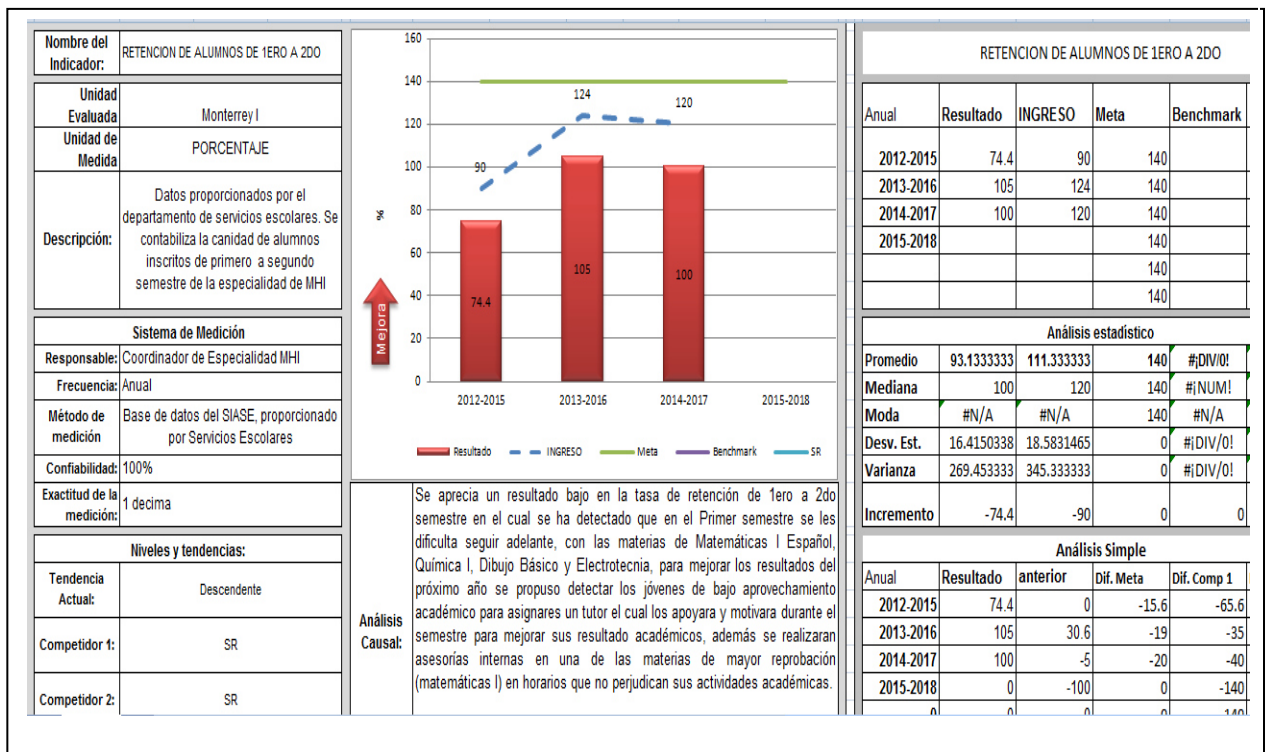 Nombre del
Indicador:
RETENCION DE ALUMNOS DE 1ERO A 2DO
Unidad
Evaluada
Monterrey I
Unidad de
Medida
PORCENTAJE
Descripción:
Datos proporcionados por el
departamento de servicios escolares. Se
contabiliza la canidad de alumnos
inscritos de primero a segundo
semestre de la especialidad de MHI
Sistema de Medición
Responsable: Coordinador de Especialidad MHI
Frecuencia: Anual
Método de
medición
Base de datos del SIASE, proporcionado
por Servicios Escolares
Confiabilidad: 100%
Exactitud de la
medición:
1 decima
Niveles y tendencias:
Tendencia
Actual:
Descendente
Competidor 1: SR
Competidor 2: SR
160
140
120
100
80
60
40
20
0
%
Mejora
90
124
120
74.4
105
100
2012-2015 2013-2016 2014-2017 2015-2018
Resultado INGRESO Meta Benchmark SR
Análisis
Causal:
Se aprecia un resultado bajo en la tasa de retención de 1ero a 2do
semestre en el cual se ha detectado que en el Primer semestre se les
dificulta seguir adelante, con las materias de Matemáticas I Español,
Química I, Dibujo Básico y Electrotecnia, para mejorar los resultados del
próximo año se propuso detectar los jóvenes de bajo aprovechamiento
académico para asignares un tutor el cual los apoyara y motivara durante el
semestre para mejorar sus resultado académicos, además se realizaran
asesorías internas en una de las materias de mayor reprobación
(matemáticas I) en horarios que no perjudican sus actividades académicas.
RETENCION DE ALUMNOS DE 1ERO A 2DO
Anual Resultado INGRESO Meta Benchmark
2012-2015 74.4 90 140
2013-2016 105 124 140
2014-2017 100 120 140
2015-2018 140
140
140
Análisis estadístico
Promedio 93.1333333 111.333333 140 #¡DIV/0!
Mediana 100 120 140 #¡NUM!
Moda #N/A #N/A 140 #N/A
Desv. Est. 16.4150338 18.5831465 0 #¡DIV/0!
Varianza 269.453333 345.333333 0 #¡DIV/0!
Incremento -74.4 -90 0 0
Análisis Simple
Anual Resultado anterior Dif. Meta Dif. Comp 1
2012-2015 74.4 0 -15.6 -65.6
2013-2016 105 30.6 -19 -35
2014-2017 100 -5 -20 -40
2015-2018 0 -100 0 -140
0 0 0 0 -140